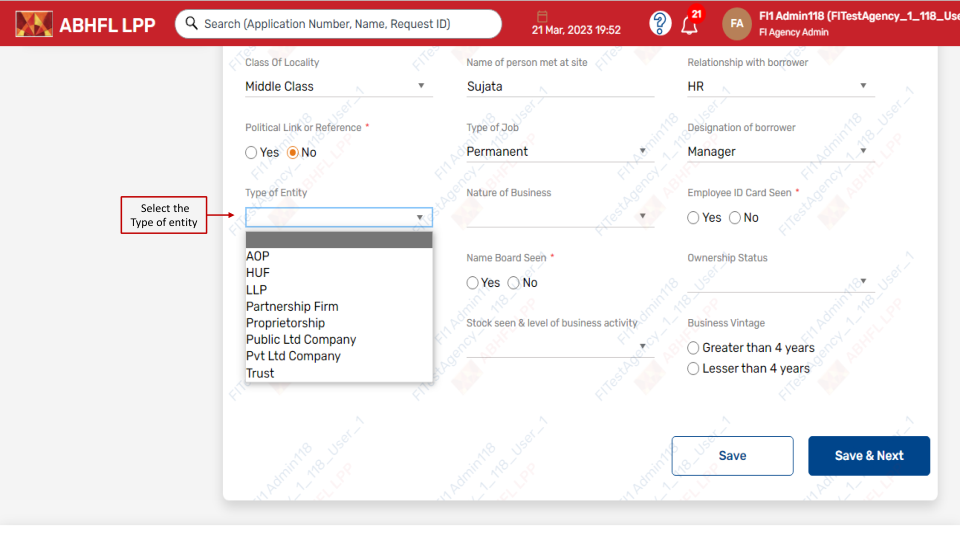 ABHFL LPP
Search (Application Number, Name, Request ID)
21 Mar, 2023 19:52
21
FA
FI1 Admin118 (FITestAgency_1_118_Use
FI Agency Admin
Class Of Locality
Name of person met at site
Relationship with borrower
Middle Class
Sujata
HR
Political Link or Reference *
Type of Job
Designation of borrower
Yes No
Permanent
Manager
Type of Entity
Nature of Business
Employee ID Card Seen *
Select the
Type of entity
Yes No
AOP
HUF
LLP
Partnership Firm
Proprietorship
Public Ltd Company
Pvt Ltd Company
Trust
Name Board Seen *
Ownership Status
Yes No
Stock seen & level of business activity
Business Vintage
Greater than 4 years
Lesser than 4 years
Save
Save & Next